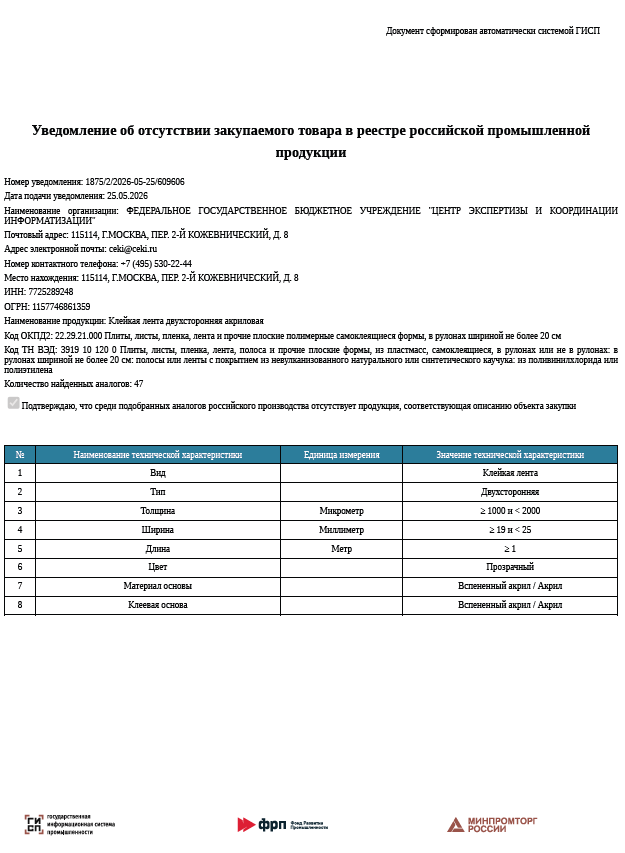 Документ сформирован автоматически системой ГИСП
Уведомление об отсутствии закупаемого товара в реестре российской промышленной
продукции
Номер уведомления: 1875/2/2026-05-25/609606
Дата подачи уведомления: 25.05.2026
Наименование организации: ФЕДЕРАЛЬНОЕ ГОСУДАРСТВЕННОЕ БЮДЖЕТНОЕ УЧРЕЖДЕНИЕ "ЦЕНТР ЭКСПЕРТИЗЫ И КООРДИНАЦИИ
ИНФОРМАТИЗАЦИИ"
Почтовый адрес: 115114, Г.МОСКВА, ПЕР. 2-Й КОЖЕВНИЧЕСКИЙ, Д. 8
Адрес электронной почты: ceki@ceki.ru
Номер контактного телефона: +7 (495) 530-22-44
Место нахождения: 115114, Г.МОСКВА, ПЕР. 2-Й КОЖЕВНИЧЕСКИЙ, Д. 8
ИНН: 7725289248
ОГРН: 1157746861359
Наименование продукции: Клейкая лента двухсторонняя акриловая
Код ОКПД2: 22.29.21.000 Плиты, листы, пленка, лента и прочие плоские полимерные самоклеящиеся формы, в рулонах шириной не более 20 см
Код ТН ВЭД: 3919 10 120 0 Плиты, листы, пленка, лента, полоса и прочие плоские формы, из пластмасс, самоклеящиеся, в рулонах или не в рулонах: в
рулонах шириной не более 20 см: полосы или ленты с покрытием из невулканизованного натурального или синтетического каучука: из поливинилхлорида или
полиэтилена
Количество найденных аналогов: 47
Подтверждаю, что среди подобранных аналогов российского производства отсутствует продукция, соответствующая описанию объекта закупки
№ Наименование технической характеристики Единица измерения Значение технической характеристики
1 Вид Клейкая лента
2 Тип Двухсторонняя
3 Толщина Микрометр ≥ 1000 и < 2000
4 Ширина Миллиметр ≥ 19 и < 25
5 Длина Метр ≥ 1
6 Цвет Прозрачный
7 Материал основы Вспененный акрил / Акрил
8 Клеевая основа Вспененный акрил / Акрил
ГИСП государственная информационная система промышленности
фрп Фонд Развития Промышленности
МИНПРОМТОРГ РОССИИ